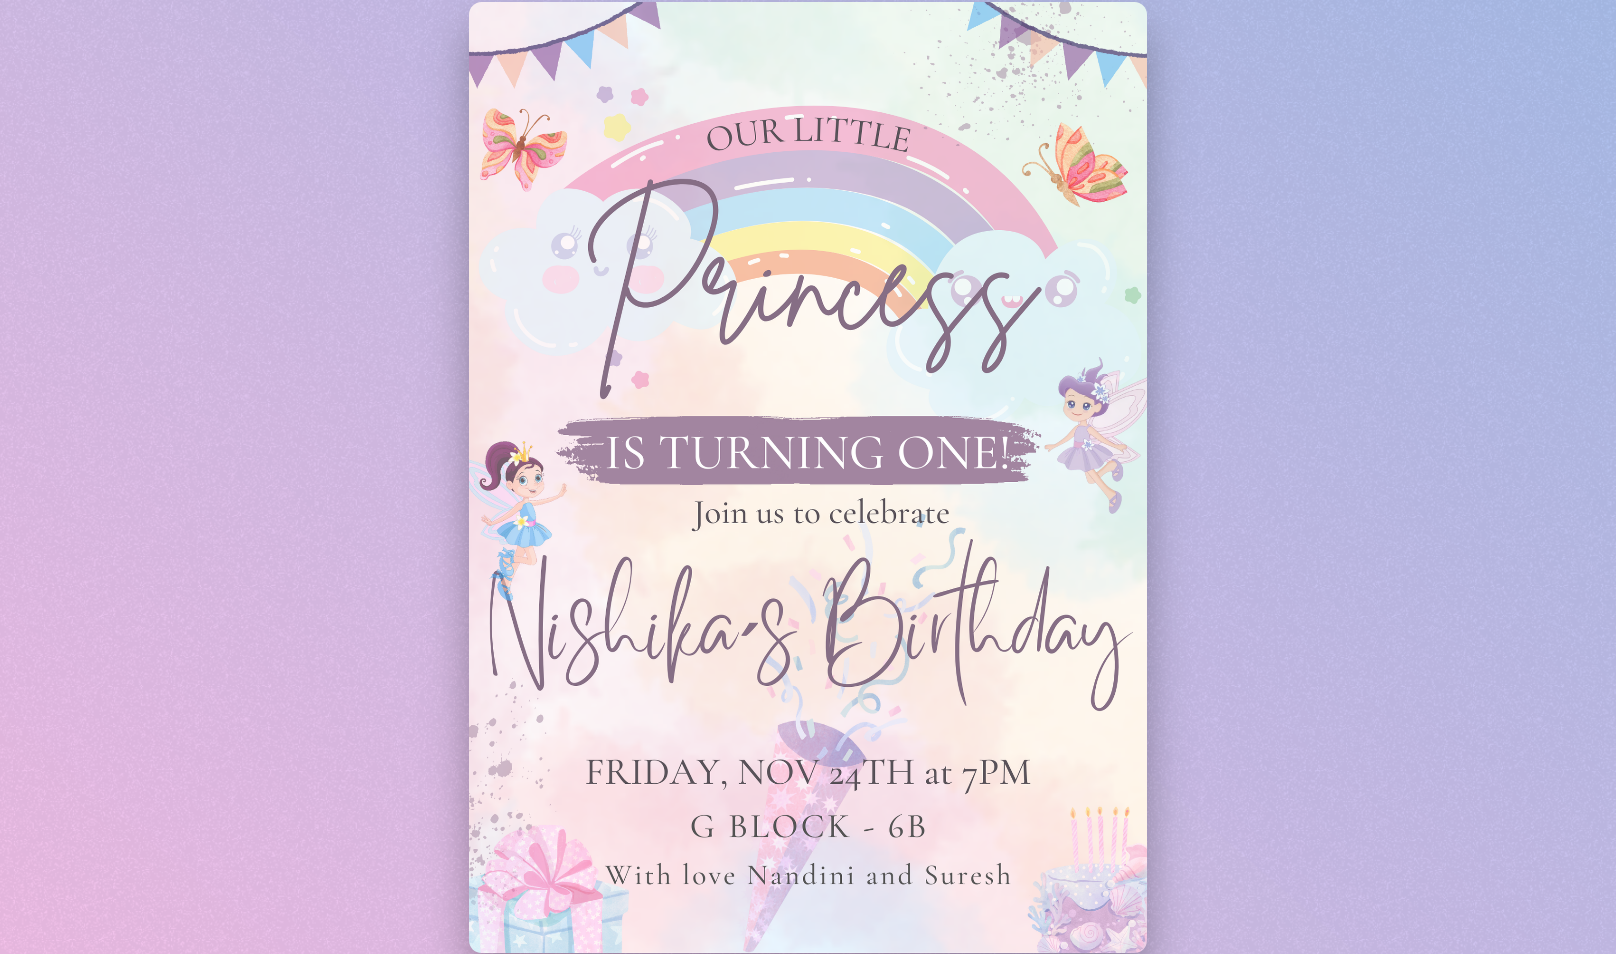 OUR LITTLE
Princess
IS TURNING ONE!
Join us to celebrate
Nishika's Birthday
FRIDAY, NOV 24TH at 7PM
G BLOCK - 6B
With love Nandini and Suresh